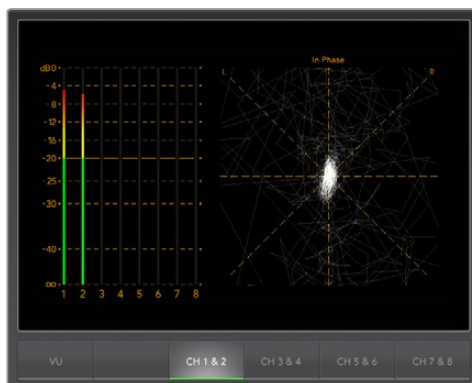 In Phase
dB0
-4
-8
-12
-16
-20
-25
-30
-40
∞
1 2 3 4 5 6 7 8
L
R
VU
CH 1 & 2
CH 3 & 4
CH 5 & 6
CH 7 & 8